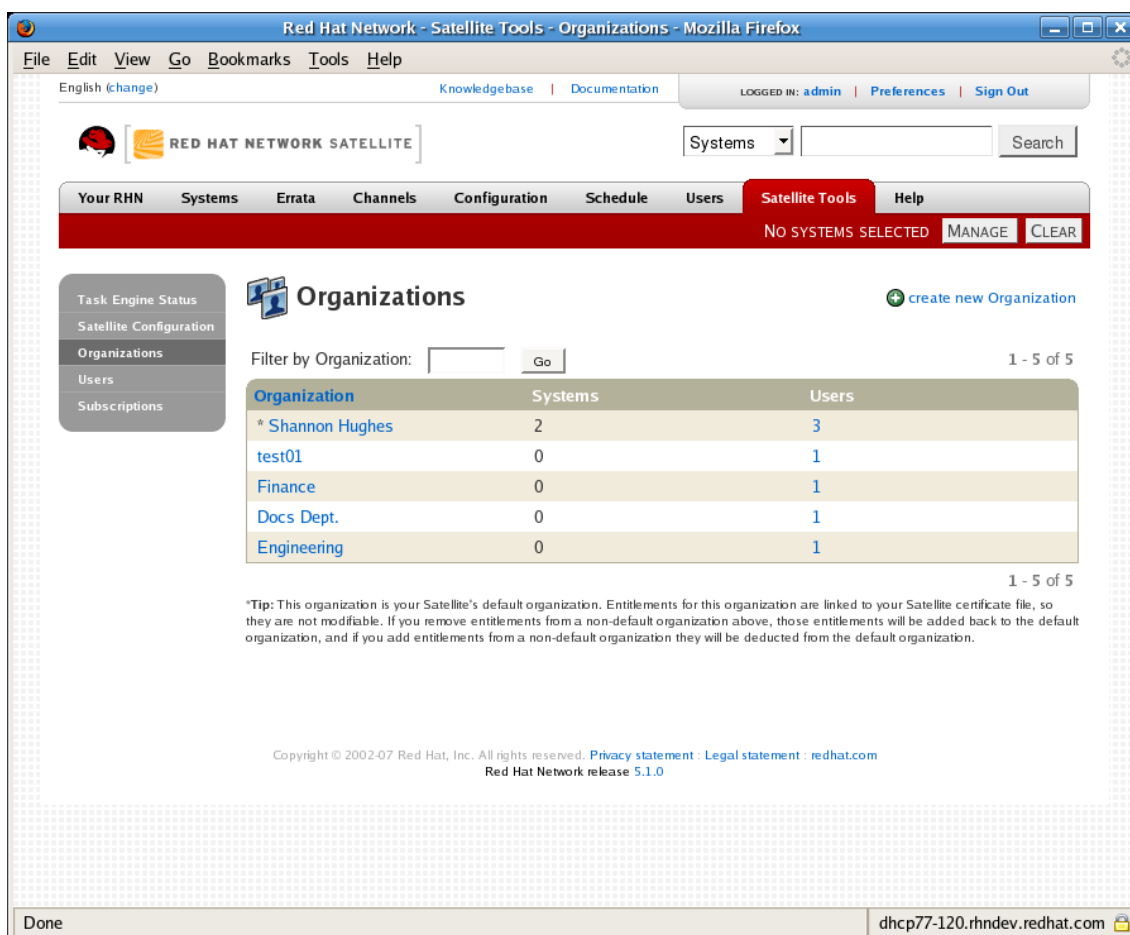 Red Hat Network - Satellite Tools - Organizations - Mozilla Firefox
File Edit View Go Bookmarks Tools Help
English (change) Knowledgebase | Documentation LOGGED IN: admin | Preferences | Sign Out
RED HAT NETWORK SATELLITE Systems Search
Your RHN Systems Errata Channels Configuration Schedule Users Satellite Tools Help
NO SYSTEMS SELECTED MANAGE CLEAR
Task Engine Status
Satellite Configuration
Organizations
Users
Subscriptions
Organizations create new Organization
Filter by Organization: Go 1 - 5 of 5
Organization Systems Users
* Shannon Hughes 2 3
test01 0 1
Finance 0 1
Docs Dept. 0 1
Engineering 0 1
1 - 5 of 5
*Tip: This organization is your Satellite's default organization. Entitlements for this organization are linked to your Satellite certificate file, so
they are not modifiable. If you remove entitlements from a non-default organization above, those entitlements will be added back to the default
organization, and if you add entitlements from a non-default organization they will be deducted from the default organization.
Copyright © 2002-07 Red Hat, Inc. All rights reserved. Privacy statement : Legal statement : redhat.com
Red Hat Network release 5.1.0
Done dhcp77-120.rhndev.redhat.com